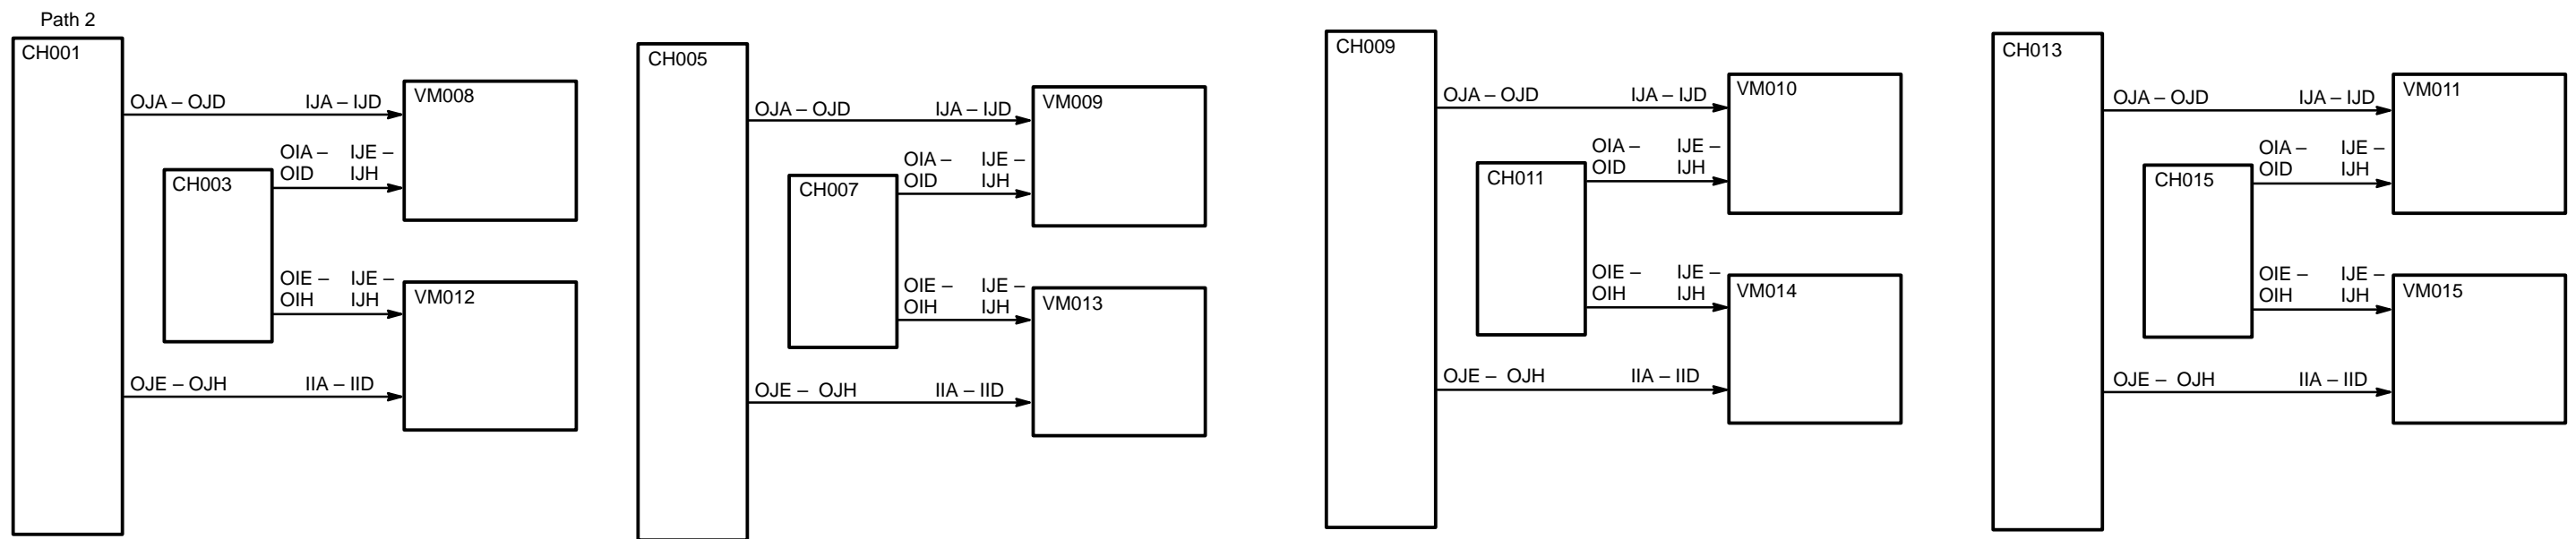 Path 2
CH001
OJA – OJD IJA – IJD
VM008
OIA – IJE –
OID IJH
CH003
OIE – IJE –
OIH IJH
VM012
OJE – OJH IIA – IID
CH005
OJA – OJD IJA – IJD
VM009
OIA – IJE –
OID IJH
CH007
OIE – IJE –
OIH IJH
VM013
OJE – OJH IIA – IID
CH009
OJA – OJD IJA – IJD
VM010
OIA – IJE –
OID IJH
CH011
OIE – IJE –
OIH IJH
VM014
OJE – OJH IIA – IID
CH013
OJA – OJD IJA – IJD
VM011
OIA – IJE –
OID IJH
CH015
OIE – IJE –
OIH IJH
VM015
OJE – OJH IIA – IID